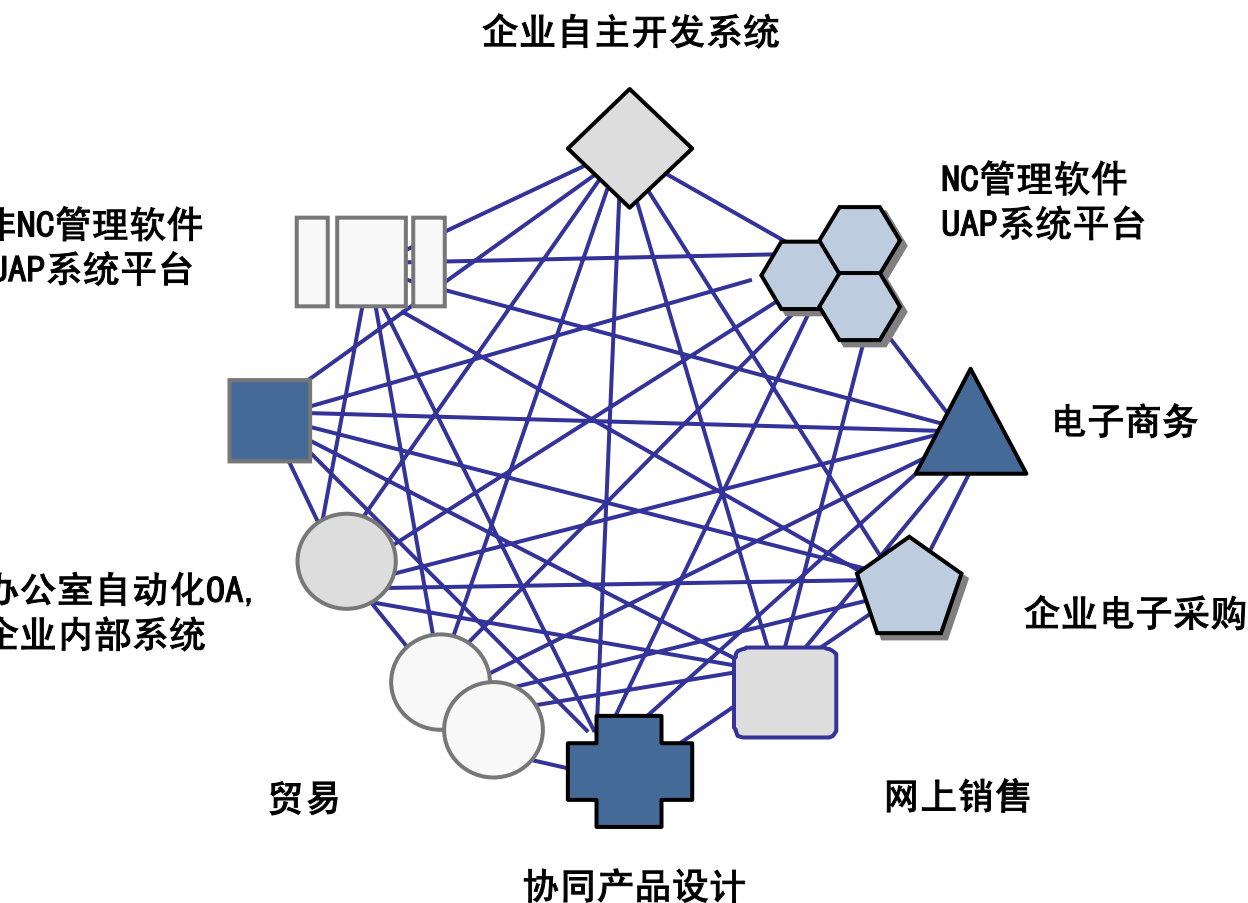 企业自主开发系统
NC管理软件
UAP系统平台
非NC管理软件
UAP系统平台
电子商务
办公室自动化OA,
企业内部系统
企业电子采购
贸易
网上销售
协同产品设计